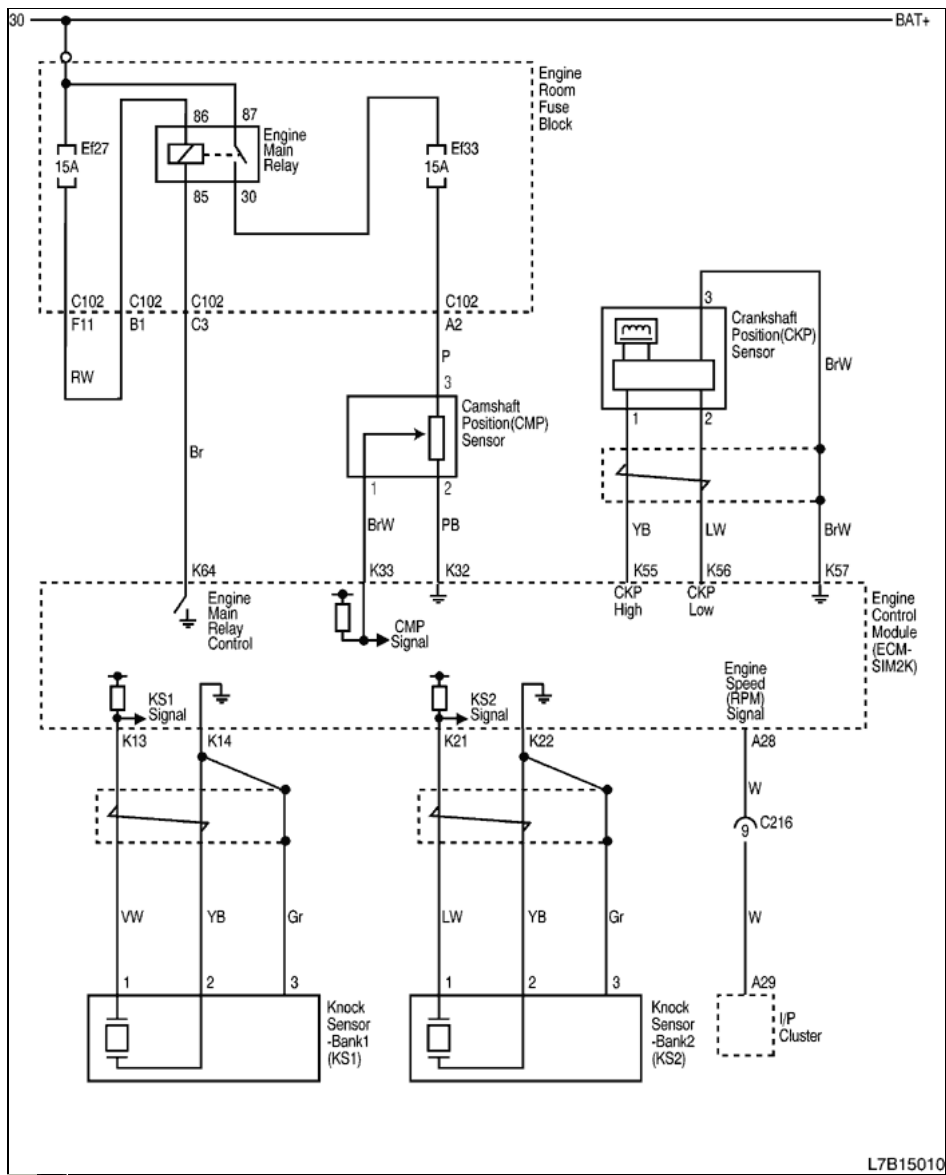 30
BAT+
Engine
Room
Fuse
Block
86
87
Engine
Main
Relay
Ef27
15A
Ef33
15A
85
30
C102
C102
C102
C102
F11
B1
C3
A2
RW
P
3
3
Crankshaft
Position(CKP)
Sensor
BrW
Camshaft
Position(CMP)
Sensor
1
2
Br
1
2
BrW
PB
YB
LW
BrW
K64
K33
K32
K55
K56
K57
Engine
Main
Relay
Control
CMP
Signal
CKP
High
CKP
Low
Engine
Control
Module
(ECM-
SIM2K)
KS1
Signal
KS2
Signal
Engine
Speed
(RPM)
Signal
K13
K14
K21
K22
A28
W
C216
9
VW
YB
Gr
LW
YB
Gr
W
1
2
3
1
2
3
A29
Knock
Sensor
-Bank1
(KS1)
Knock
Sensor
-Bank2
(KS2)
I/P
Cluster
L7B15010